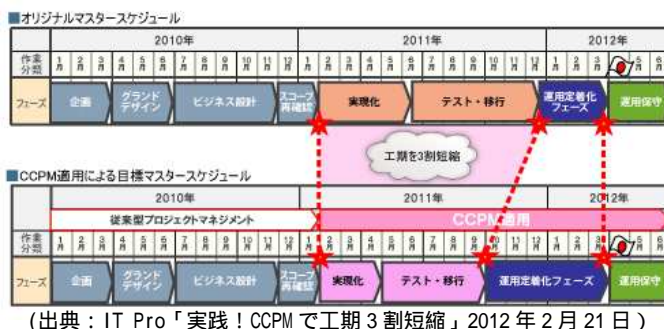 ■オリジナルマスタースケジュール
2010年 2011年 2012年
作業分類 1月 2月 3月 4月 5月 6月 7月 8月 9月 10月 11月 12月 1月 2月 3月 4月 5月 6月 7月 8月 9月 10月 11月 12月 1月 2月 3月 5月 6月
フェーズ 企画 グランドデザイン ビジネス設計 スコープ再確認 実現化 テスト・移行 運用定着化フェーズ 運用保守
工期を3割短縮
■CCPM適用による目標マスタースケジュール
2010年 2011年 2012年
従来型プロジェクトマネジメント CCPM適用
作業分類 1月 2月 3月 4月 5月 6月 7月 8月 9月 10月 11月 12月 1月 2月 3月 4月 5月 6月 7月 8月 9月 10月 11月 12月 1月 2月 3月 5月 6月
フェーズ 企画 グランドデザイン ビジネス設計 スコープ再確認 実現化 テスト・移行 運用定着化フェーズ 運用保守
(出典：IT Pro「実践！CCPMで工期3割短縮」2012年2月21日)